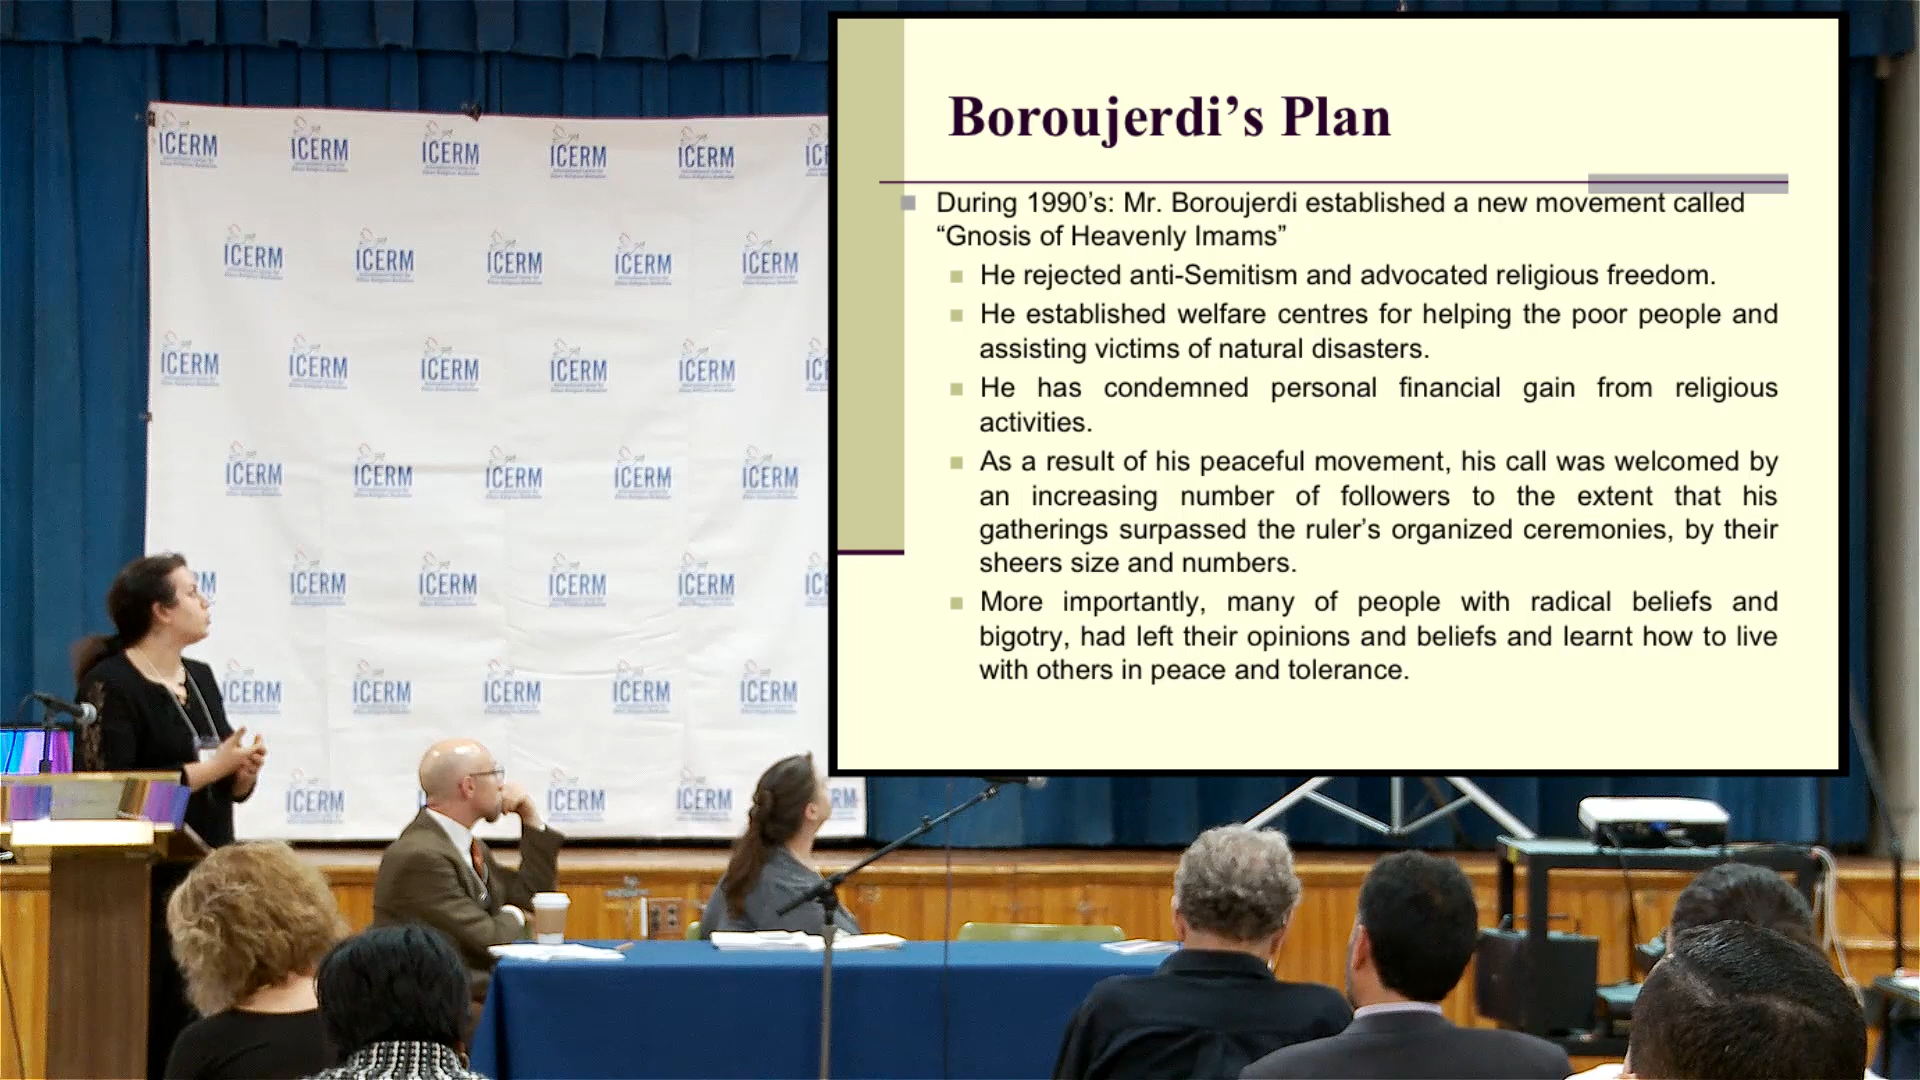 Boroujerdi's Plan
During 1990's: Mr. Boroujerdi established a new movement called
“Gnosis of Heavenly Imams”
He rejected anti-Semitism and advocated religious freedom.
He established welfare centres for helping the poor people and
assisting victims of natural disasters.
He has condemned personal financial gain from religious
activities.
As a result of his peaceful movement, his call was welcomed by
an increasing number of followers to the extent that his
gatherings surpassed the ruler's organized ceremonies, by their
sheers size and numbers.
More importantly, many of people with radical beliefs and
bigotry, had left their opinions and beliefs and learnt how to live
with others in peace and tolerance.
ICERM ICERM ICERM ICERM ICERM ICI
ICERM ICERM ICERM ICERM ICERM
ICERM ICERM ICERM ICERM ICERM ICI
ICERM ICERM ICERM ICERM ICERM
RM ICERM ICERM ICERM ICERM ICI
ICERM ICERM ICERM ICERM ICERM
ICERM ICERM ICERM RM